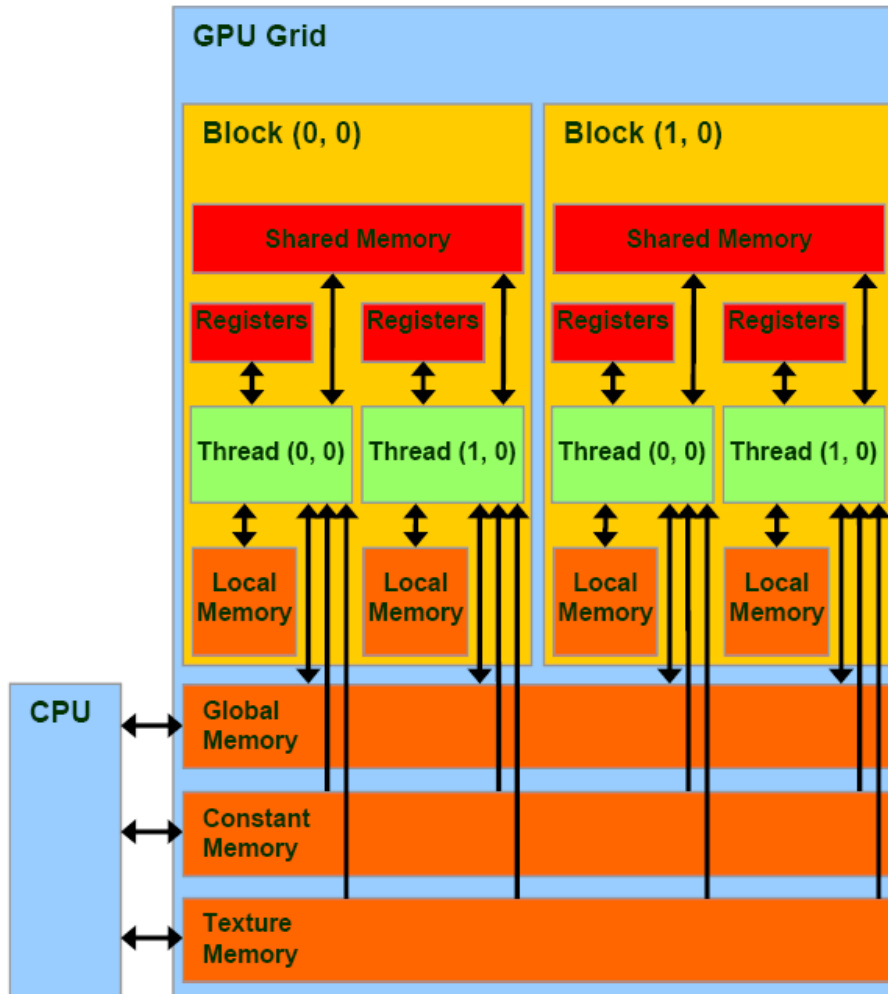 GPU Grid
Block (0, 0)
Block (1, 0)
Shared Memory
Shared Memory
Registers
Registers
Registers
Registers
Thread (0, 0)
Thread (1, 0)
Thread (0, 0)
Thread (1, 0)
Local
Memory
Local
Memory
Local
Memory
Local
Memory
CPU
Global
Memory
Constant
Memory
Texture
Memory